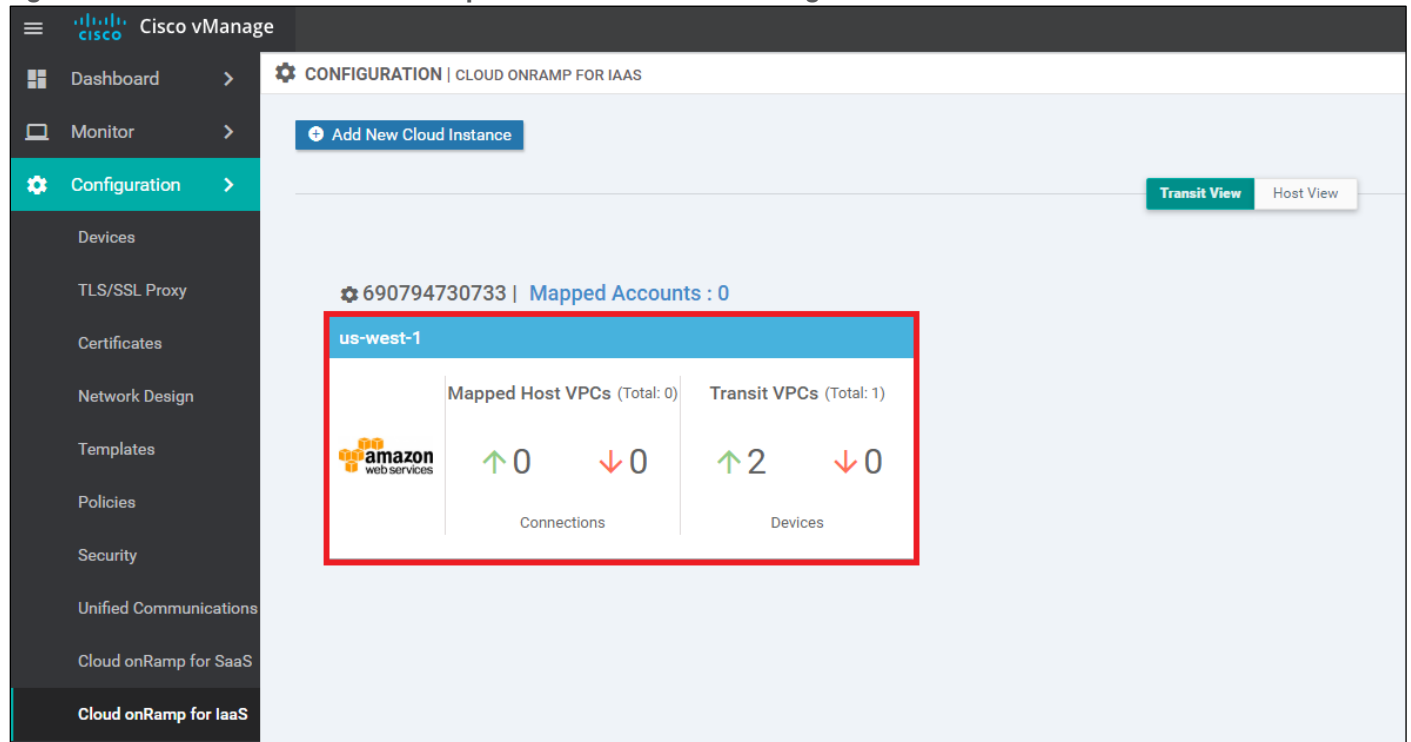 cisco Cisco vManage
Dashboard
CONFIGURATION | CLOUD ONRAMP FOR IAAS
Monitor
Add New Cloud Instance
Configuration
Transit View Host View
Devices
TLS/SSL Proxy
690794730733 | Mapped Accounts : 0
us-west-1
Certificates
Network Design
Mapped Host VPCs (Total: 0) Transit VPCs (Total: 1)
Templates
amazon
web services
0 0 2 0
Policies
Connections Devices
Security
Unified Communications
Cloud onRamp for SaaS
Cloud onRamp for IaaS